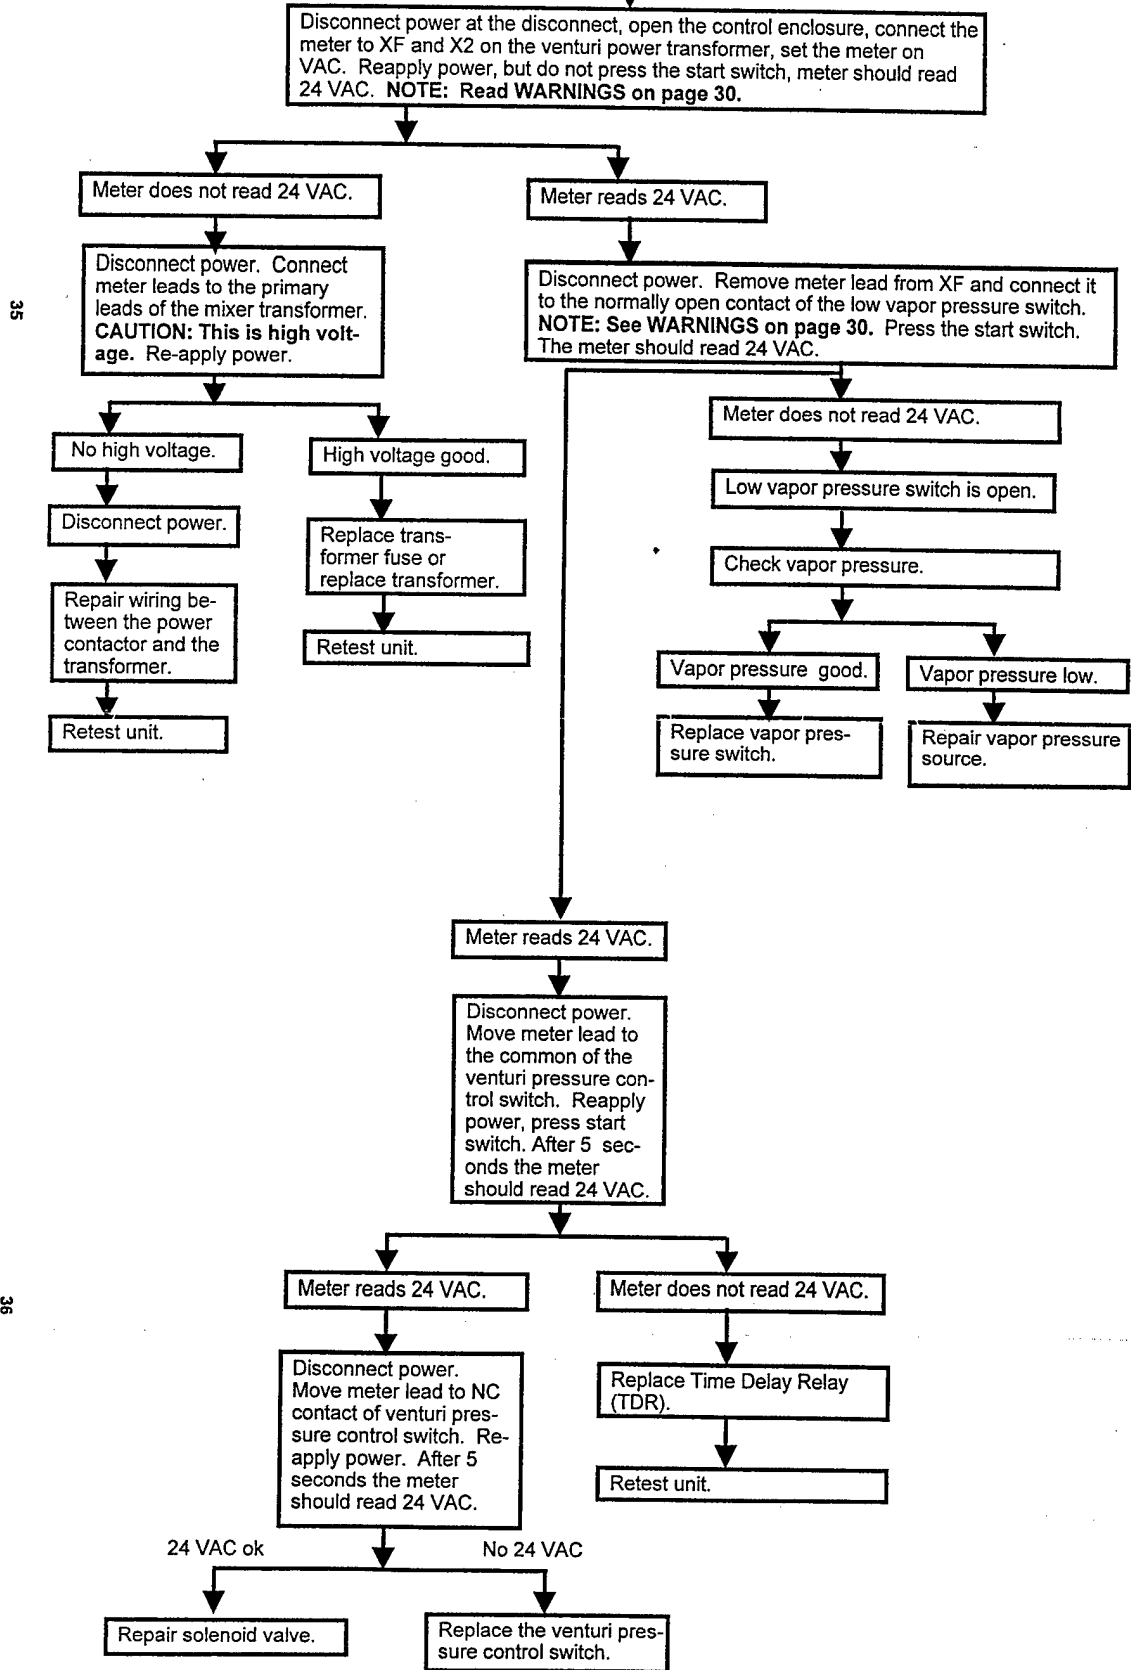 Disconnect power at the disconnect, open the control enclosure, connect the
meter to XF and X2 on the venturi power transformer, set the meter on
VAC. Reapply power, but do not press the start switch, meter should read
24 VAC. NOTE: Read WARNINGS on page 30.
Meter does not read 24 VAC.
Meter reads 24 VAC.
Disconnect power. Connect
meter leads to the primary
leads of the mixer transformer.
CAUTION: This is high volt-
age. Re-apply power.
Disconnect power. Remove meter lead from XF and connect it
to the normally open contact of the low vapor pressure switch.
NOTE: See WARNINGS on page 30. Press the start switch.
The meter should read 24 VAC.
35
No high voltage.
High voltage good.
Disconnect power.
Replace trans-
former fuse or
replace transformer.
Repair wiring be-
tween the power
contactor and the
transformer.
Retest unit.
Retest unit.
Meter does not read 24 VAC.
Low vapor pressure switch is open.
Check vapor pressure.
Vapor pressure good.
Vapor pressure low.
Replace vapor pres-
sure switch.
Repair vapor pressure
source.
Meter reads 24 VAC.
Disconnect power.
Move meter lead to
the common of the
venturi pressure con-
trol switch. Reapply
power, press start
switch. After 5 sec-
onds the meter
should read 24 VAC.
Meter reads 24 VAC.
Meter does not read 24 VAC.
36
Disconnect power.
Move meter lead to NC
contact of venturi pres-
sure control switch. Re-
apply power. After 5
seconds the meter
should read 24 VAC.
Replace Time Delay Relay
(TDR).
Retest unit.
24 VAC ok
No 24 VAC
Repair solenoid valve.
Replace the venturi pres-
sure control switch.